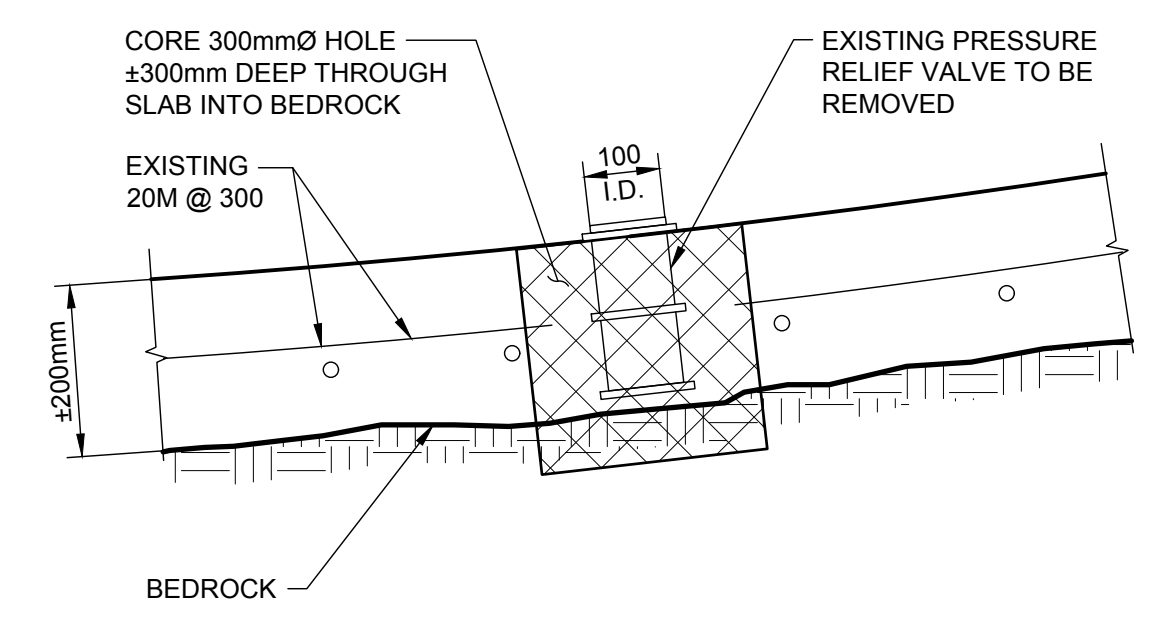 CORE 300mmØ HOLE
±300mm DEEP THROUGH
SLAB INTO BEDROCK
EXISTING PRESSURE
RELIEF VALVE TO BE
REMOVED
EXISTING
20M @ 300
100
I.D.
±200mm
BEDROCK